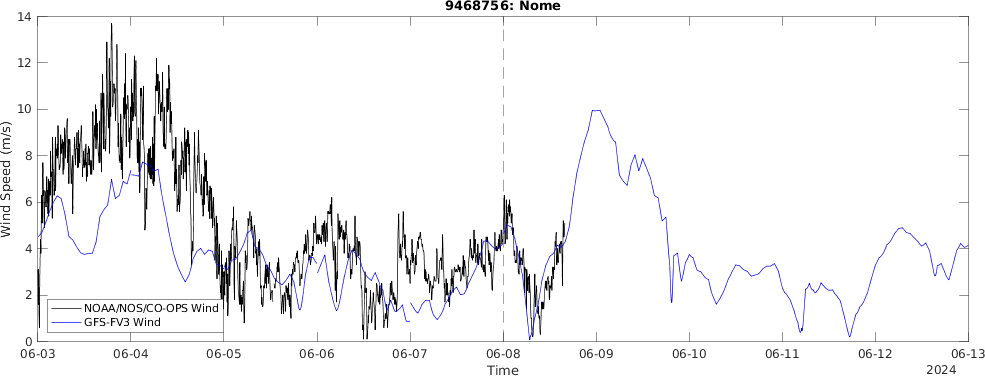 9468756: Nome
Wind Speed (m/s)
14
12
10
8
6
4
2
0
NOAA/NOS/CO-OPS Wind
GFS-FV3 Wind
06-03 06-04 06-05 06-06 06-07 06-08 06-09 06-10 06-11 06-12 06-13
Time
2024